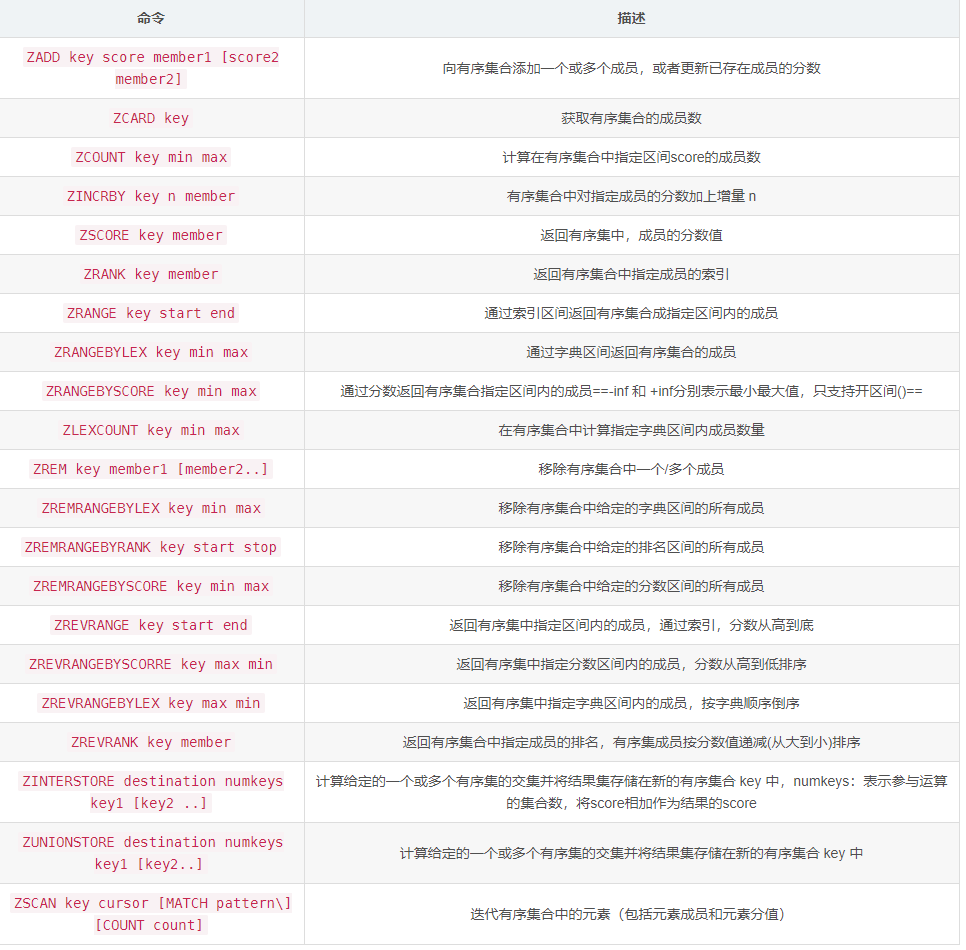 命令 描述
ZADD key score member1 [score2
member2]
向有序集合添加一个或多个成员，或者更新已存在成员的分数
ZCARD key 获取有序集合的成员数
ZCOUNT key min max 计算在有序集合中指定区间score的成员数
ZINCRBY key n member 有序集合中对指定成员的分数加上增量 n
ZSCORE key member 返回有序集中，成员的分数值
ZRANK key member 返回有序集合中指定成员的索引
ZRANGE key start end 通过索引区间返回有序集合成指定区间内的成员
ZRANGEBYLEX key min max 通过字典区间返回有序集合的成员
ZRANGEBYSCORE key min max 通过分数返回有序集合指定区间内的成员==-inf 和 +inf分别表示最小最大值，只支持开区间()==
ZLEXCOUNT key min max 在有序集合中计算指定字典区间内成员数量
ZREM key member1 [member2..] 移除有序集合中一个/多个成员
ZREMRANGEBYLEX key min max 移除有序集合中给定的字典区间的所有成员
ZREMRANGEBYRANK key start stop 移除有序集合中给定的排名区间的所有成员
ZREMRANGEBYSCORE key min max 移除有序集合中给定的分数区间的所有成员
ZREVRANGE key start end 返回有序集中指定区间内的成员，通过索引，分数从高到底
ZREVRANGEBYSCORRE key max min 返回有序集中指定分数区间内的成员，分数从高到低排序
ZREVRANGEBYLEX key max min 返回有序集中指定字典区间内的成员，按字典顺序倒序
ZREVRANK key member 返回有序集合中指定成员的排名，有序集成员按分数值递减(从大到小)排序
ZINTERSTORE destination numkeys
key1 [key2 ..]
计算给定的一个或多个有序集的交集并将结果集存储在新的有序集合 key 中，numkeys：表示参与运算
的集合数，将score相加作为结果的score
ZUNIONSTORE destination numkeys
key1 [key2..]
计算给定的一个或多个有序集的交集并将结果集存储在新的有序集合 key 中
ZSCAN key cursor [MATCH pattern\]
[COUNT count]
迭代有序集合中的元素（包括元素成员和元素分值）